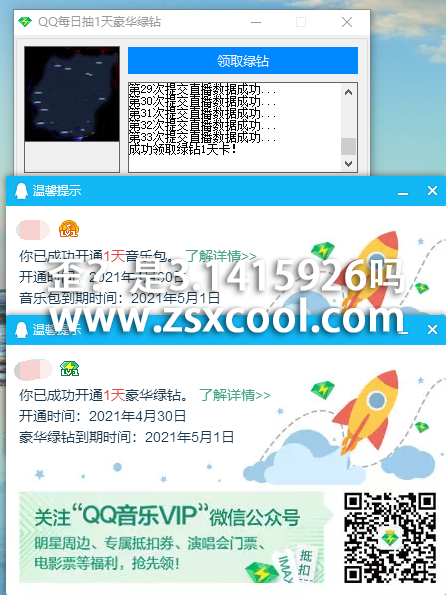 QQ每日抽1天豪华绿钻
领取绿钻
第29次提交直播数据成功...
第30次提交直播数据成功...
第31次提交直播数据成功...
第32次提交直播数据成功...
第33次提交直播数据成功...
成功领取绿钻1天卡!
温馨提示
你已成功开通1天音乐包。 了解详情>>
开通时间: 2021年4月30日
歪？是3.1415926吗
音乐包到期时间: 2021年5月1日
www.zsxcool.com
温馨提示
你已成功开通1天豪华绿钻。 了解详情>>
开通时间: 2021年4月30日
豪华绿钻到期时间: 2021年5月1日
关注“QQ音乐VIP”微信公众号
明星周边、专属抵扣券、演唱会门票、
电影票等福利，抢先领!
IMAX
抵扣